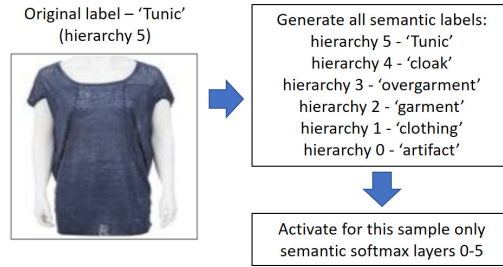 Original label – 'Tunic'
(hierarchy 5)
Generate all semantic labels:
hierarchy 5 - 'Tunic'
hierarchy 4 - 'cloak'
hierarchy 3 - 'overgarment'
hierarchy 2 - 'garment'
hierarchy 1 - 'clothing'
hierarchy 0 - 'artifact'
Activate for this sample only
semantic softmax layers 0-5